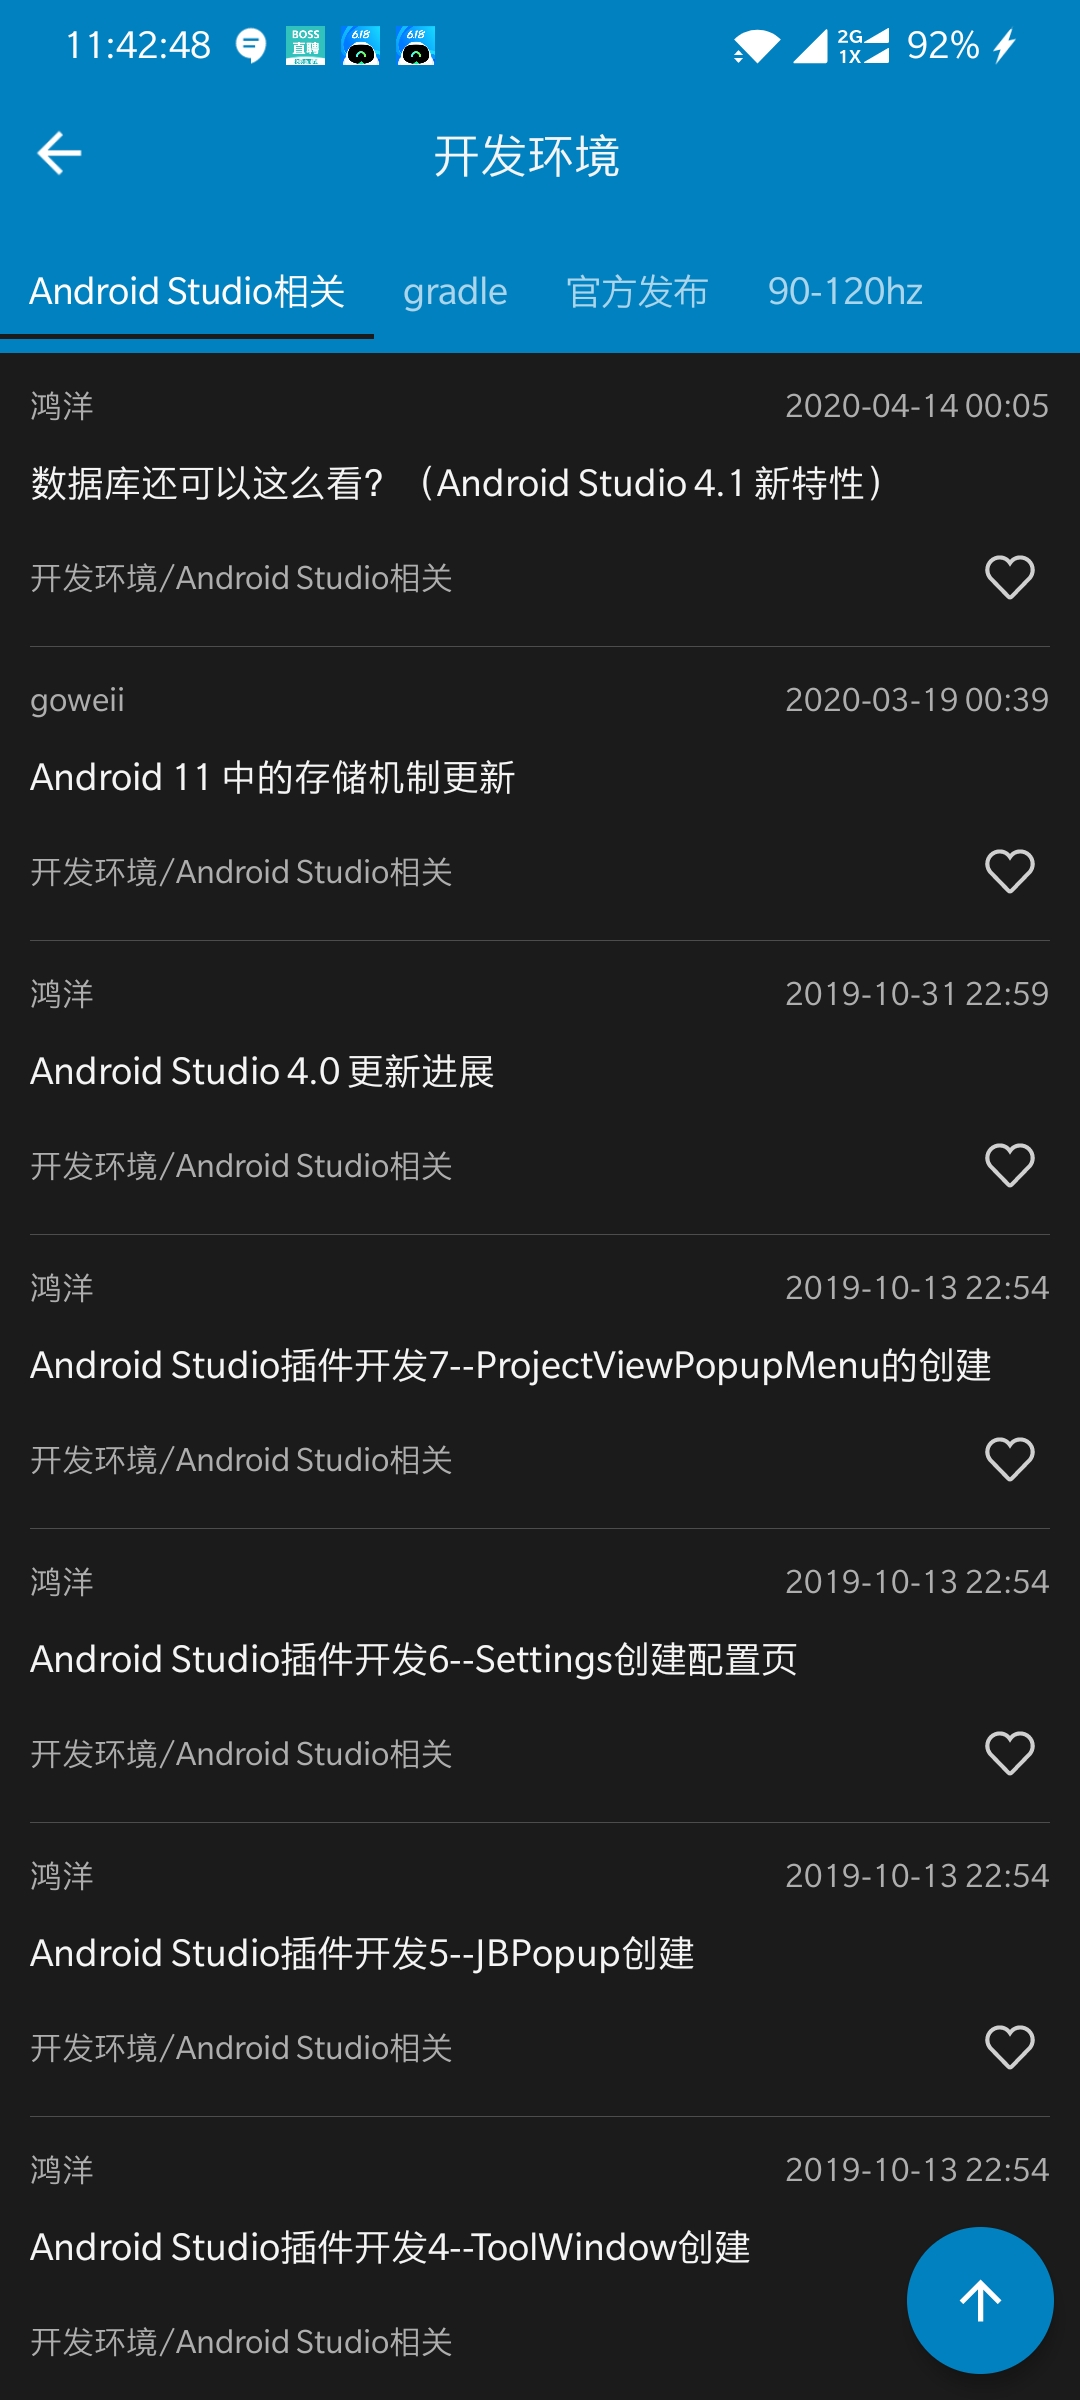 11:42:48 BOSS 直聘 6.18 6.18 2G 1X 92%
开发环境
Android Studio相关 gradle 官方发布 90-120hz
鸿洋 2020-04-14 00:05
数据库还可以这么看？（Android Studio 4.1 新特性）
开发环境/Android Studio相关
goweii 2020-03-19 00:39
Android 11 中的存储机制更新
开发环境/Android Studio相关
鸿洋 2019-10-31 22:59
Android Studio 4.0 更新进展
开发环境/Android Studio相关
鸿洋 2019-10-13 22:54
Android Studio插件开发7--ProjectViewPopupMenu的创建
开发环境/Android Studio相关
鸿洋 2019-10-13 22:54
Android Studio插件开发6--Settings创建配置页
开发环境/Android Studio相关
鸿洋 2019-10-13 22:54
Android Studio插件开发5--JBPopup创建
开发环境/Android Studio相关
鸿洋 2019-10-13 22:54
Android Studio插件开发4--ToolWindow创建
开发环境/Android Studio相关